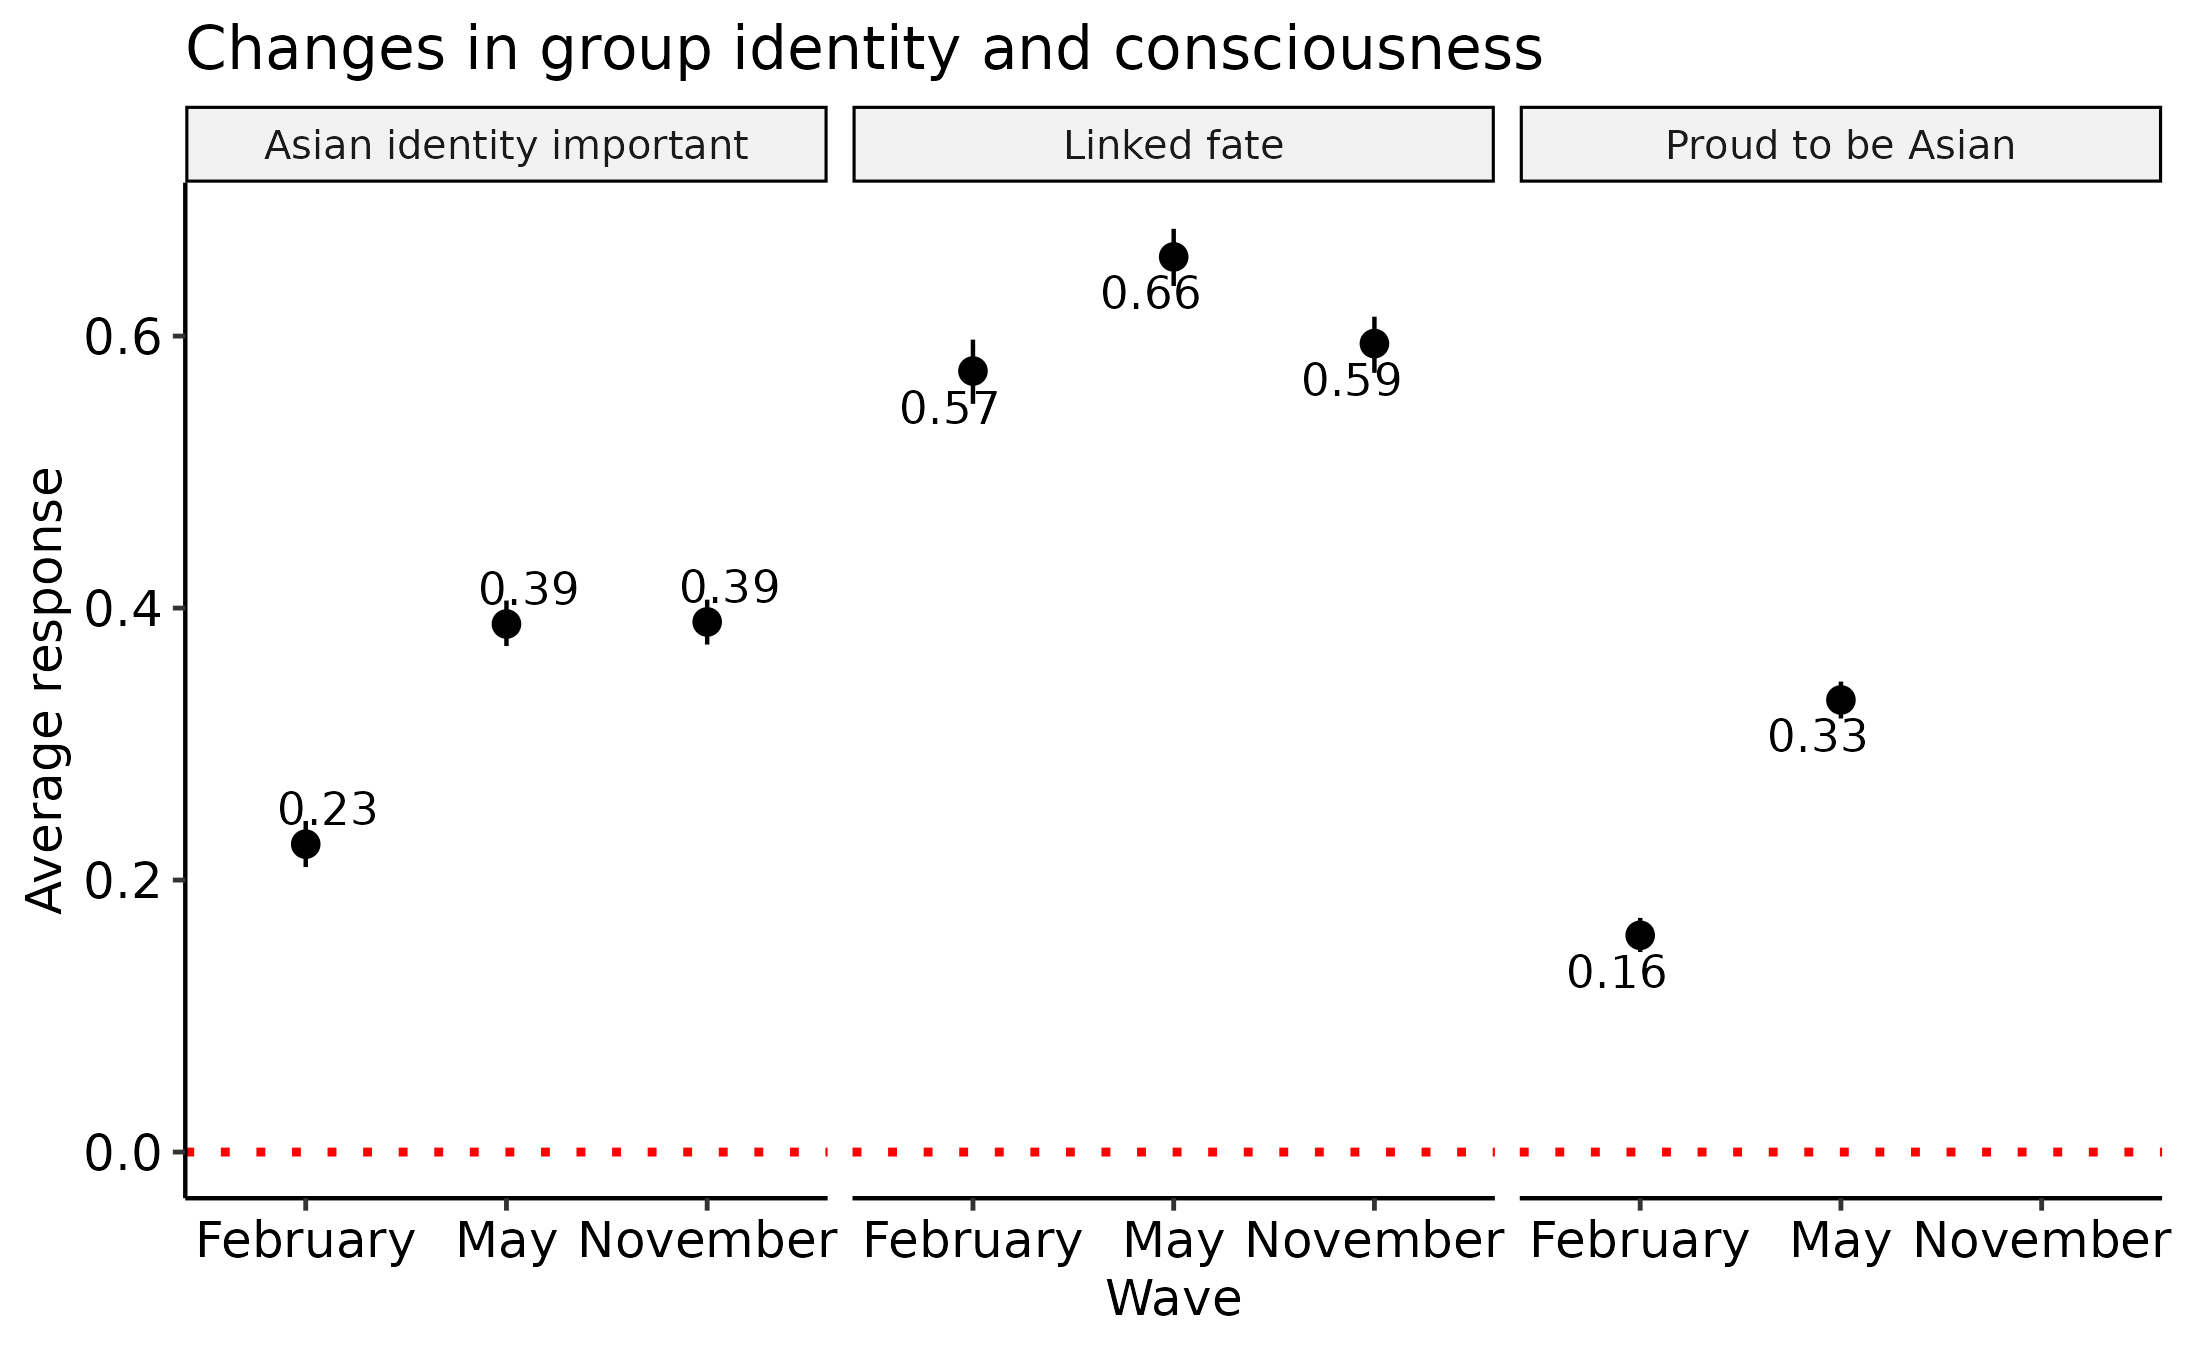 Changes in group identity and consciousness
Asian identity important
Linked fate
Proud to be Asian
Average response
0.6
0.4
0.2
0.0
0.23
0.39
0.39
0.57
0.66
0.59
0.16
0.33
February May November
February May November
February May November
Wave